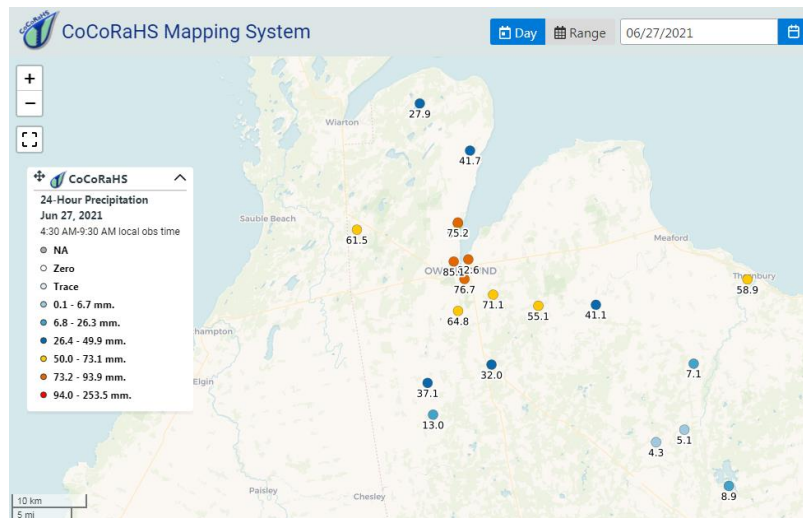 CoCoRaHS
CoCoRaHS Mapping System
Day
Range
06/27/2021
+
−
CoCoRaHS
24-Hour Precipitation
Jun 27, 2021
4:30 AM-9:30 AM local obs time
NA
Zero
Trace
0.1 - 6.7 mm.
6.8 - 26.3 mm.
26.4 - 49.9 mm.
50.0 - 73.1 mm.
73.2 - 93.9 mm.
94.0 - 253.5 mm.
27.9
Wiarton
41.7
Sauble Beach
75.2
61.5
Meaford
76.7
71.1
58.9
64.8
55.1
41.1
hampton
32.0
7.1
Elgin
37.1
13.0
5.1
4.3
Paisley
Chesley
8.9
10 km
5 mi